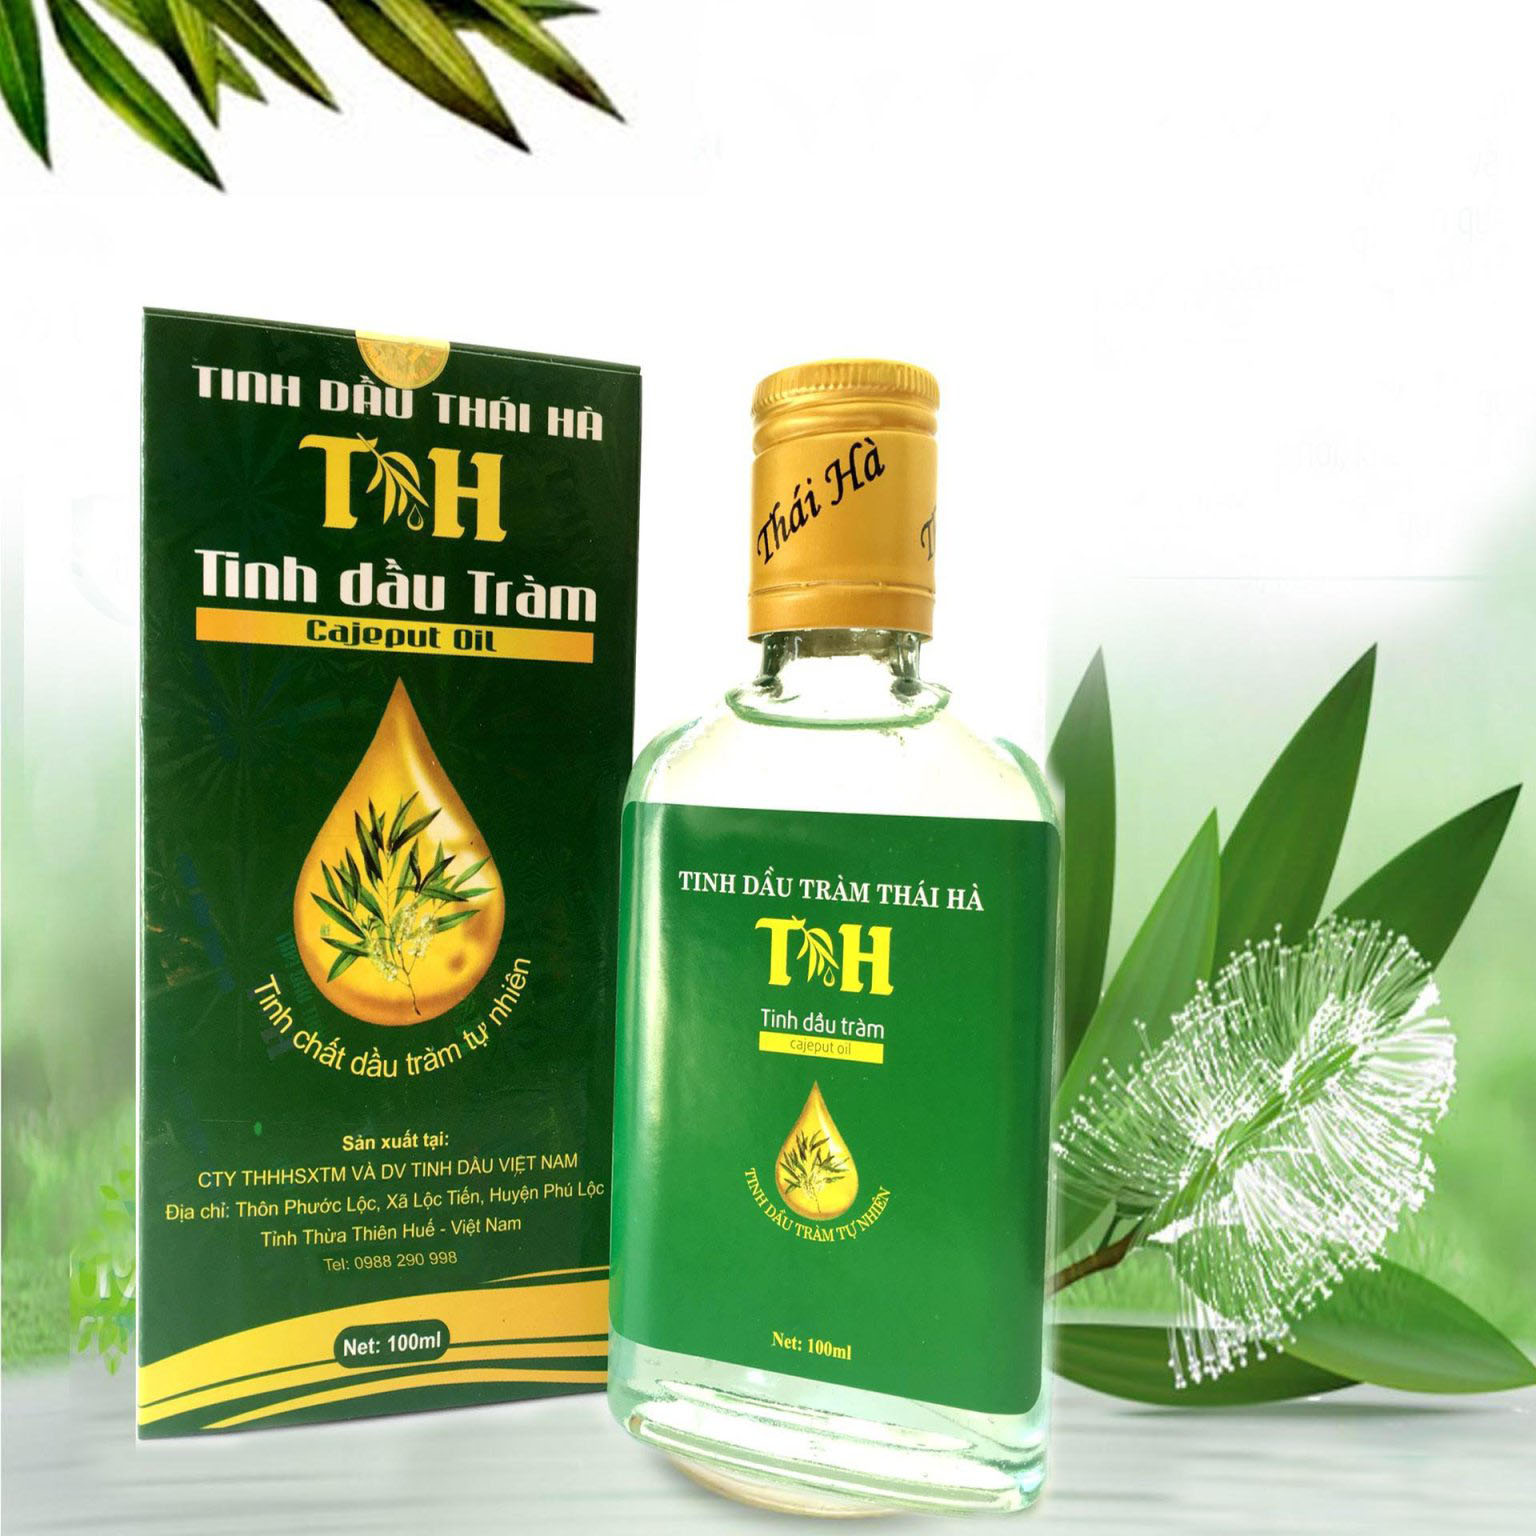 TINH DẦU THÁI HÀ
TH
Tinh dầu Tràm
Cajeput Oil
Tinh chất dầu tràm tự nhiên
Sản xuất tại:
CTY THHHSXTM VÀ DV TINH DẦU VIỆT NAM
Địa chỉ: Thôn Phước Lộc, Xã Lộc Tiến, Huyện Phú Lộc
Tỉnh Thừa Thiên Huế - Việt Nam
Tel: 0988 290 998
Net: 100ml
Thái Hà
TINH DẦU TRÀM THÁI HÀ
TH
Tinh dầu tràm
cajeput oil
TINH DẦU TRÀM TỰ NHIÊN
Net: 100ml